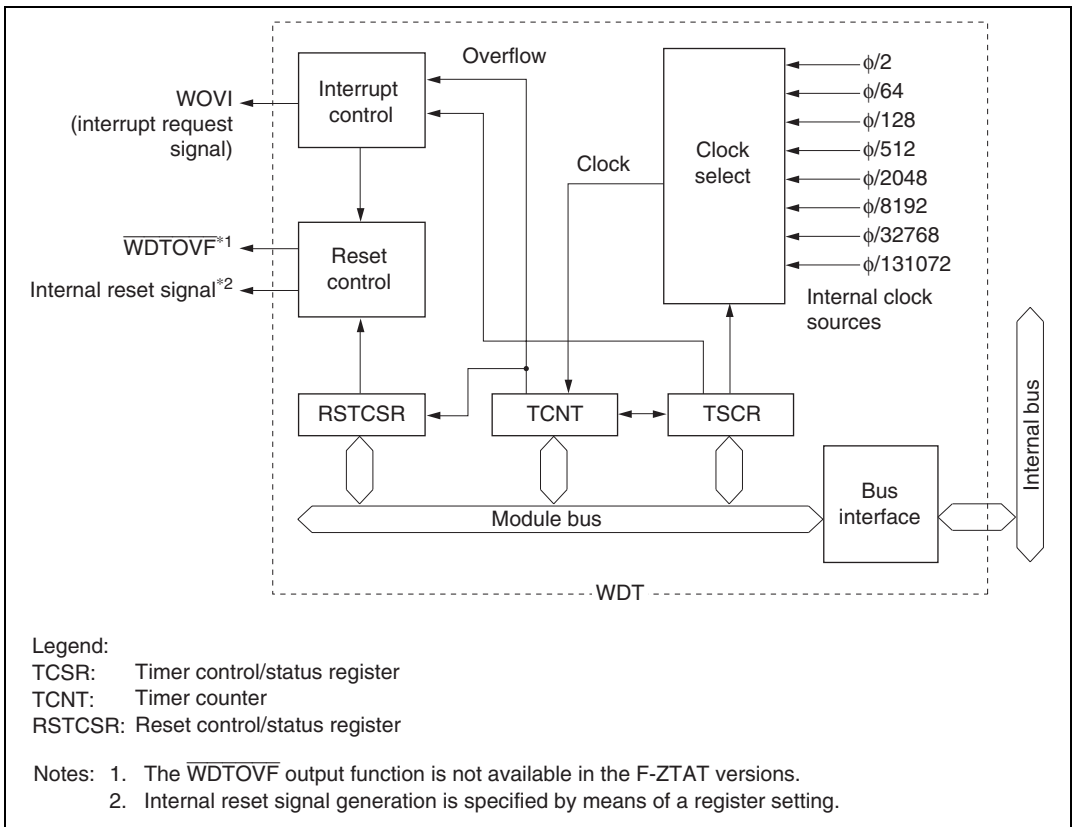 Overflow
Interrupt
control
WOVI
(interrupt request
signal)
Reset
control
WDTOVF*1
Internal reset signal*2
Clock
Clock
select
ϕ/2
ϕ/64
ϕ/128
ϕ/512
ϕ/2048
ϕ/8192
ϕ/32768
ϕ/131072
Internal clock
sources
RSTCSR
TCNT
TSCR
Module bus
Bus
interface
Internal bus
WDT
Legend:
TCSR: Timer control/status register
TCNT: Timer counter
RSTCSR: Reset control/status register
Notes: 1. The WDTOVF output function is not available in the F-ZTAT versions.
2. Internal reset signal generation is specified by means of a register setting.